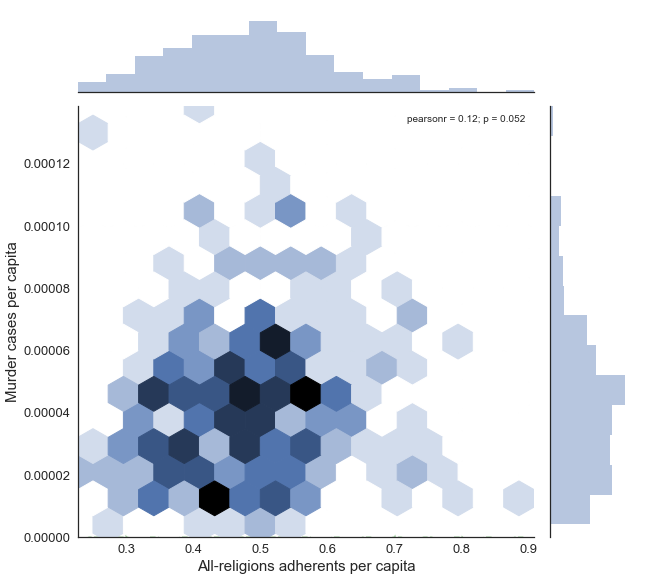 pearsonr = 0.12; p = 0.052
Murder cases per capita
0.00012
0.00010
0.00008
0.00006
0.00004
0.00002
0.00000
0.3 0.4 0.5 0.6 0.7 0.8 0.9
All-religions adherents per capita